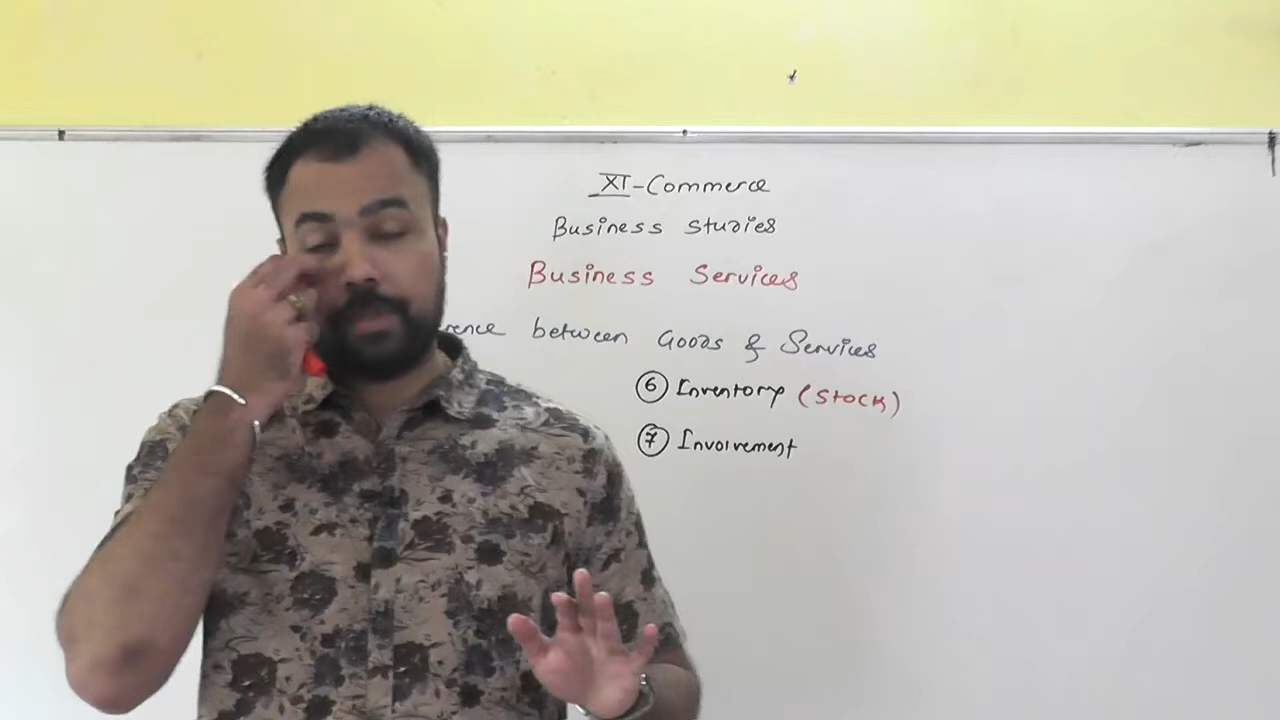 XI-Commerce
Business studies
Business Services
rence between Goods & Services
⑥ Inventory (Stock)
⑦ Involvement